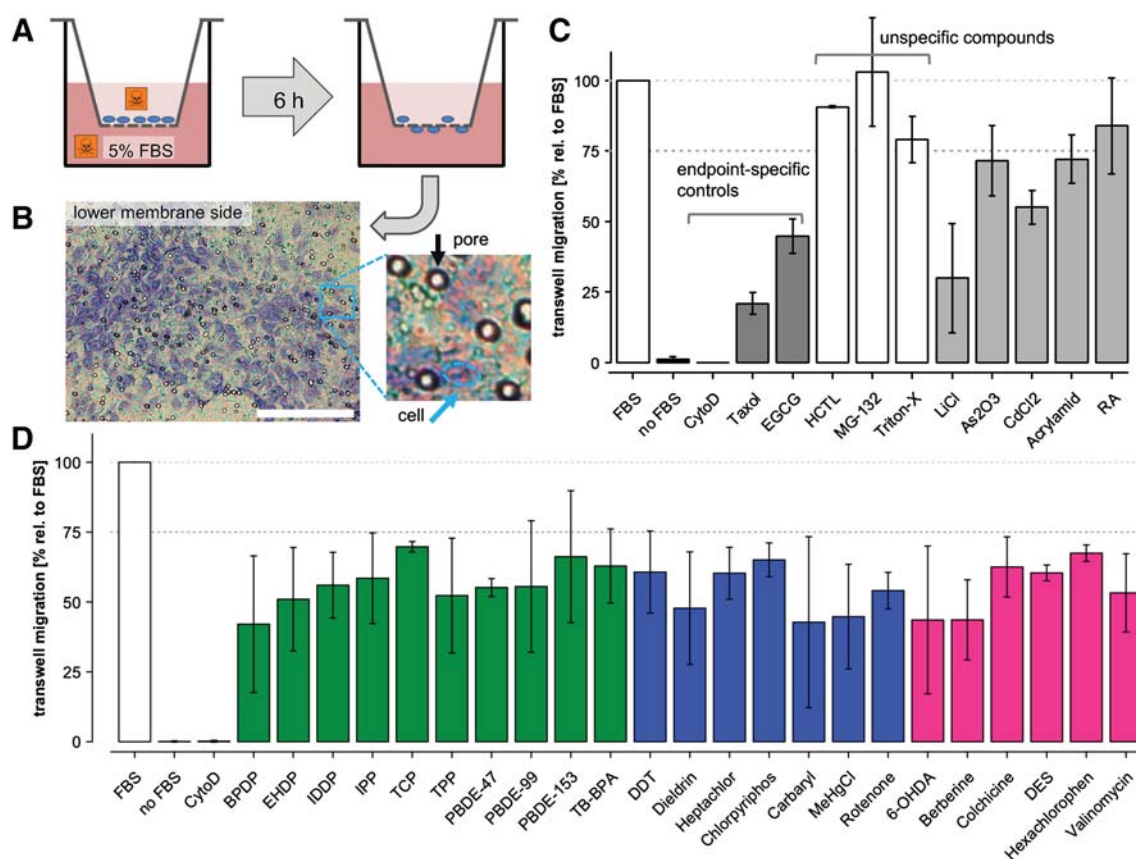 A
6 h
5% FBS
B
lower membrane side
pore
cell
C
transwell migration [% rel. to FBS]
100
75
50
25
0
unspecific compounds
endpoint-specific
controls
FBS
no FBS
CytoD
Taxol
EGCG
HCTL
MG-132
Triton-X
LiCl
As2O3
CdCl2
Acrylamid
RA
D
transwell migration [% rel. to FBS]
100
75
50
25
0
FBS
no FBS
CytoD
BPDP
EHDP
IDDP
IPP
TCP
TPP
PBDE-47
PBDE-99
PBDE-153
TB-BPA
DDT
Dieldrin
Heptachlor
Chlorpyriphos
Carbaryl
MeHgCl
Rotenone
6-OHDA
Berberine
Colchicine
DES
Hexachlorophen
Valinomycin